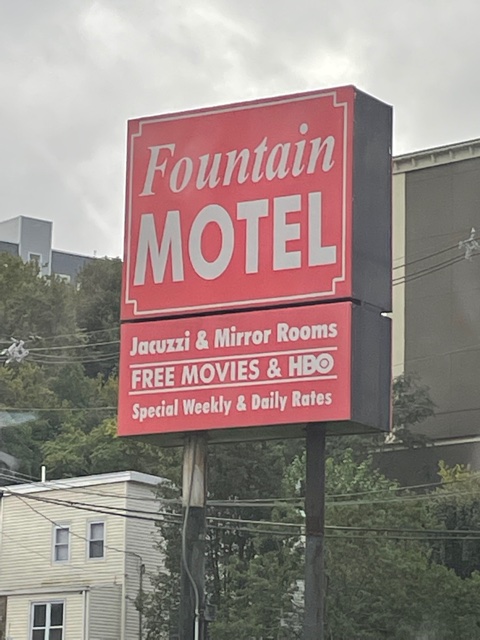 Fountain
MOTEL
Jacuzzi & Mirror Rooms
FREE MOVIES & HBO
Special Weekly & Daily Rates